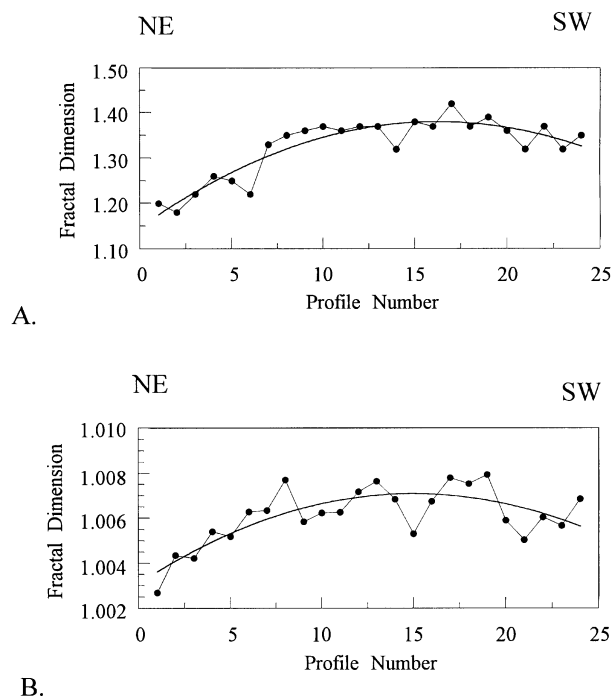 NE SW
1.50
1.40
1.30
1.20
1.10
Fractal Dimension
0 5 10 15 20 25
Profile Number
A.
NE SW
1.010
1.008
1.006
1.004
1.002
Fractal Dimension
0 5 10 15 20 25
Profile Number
B.